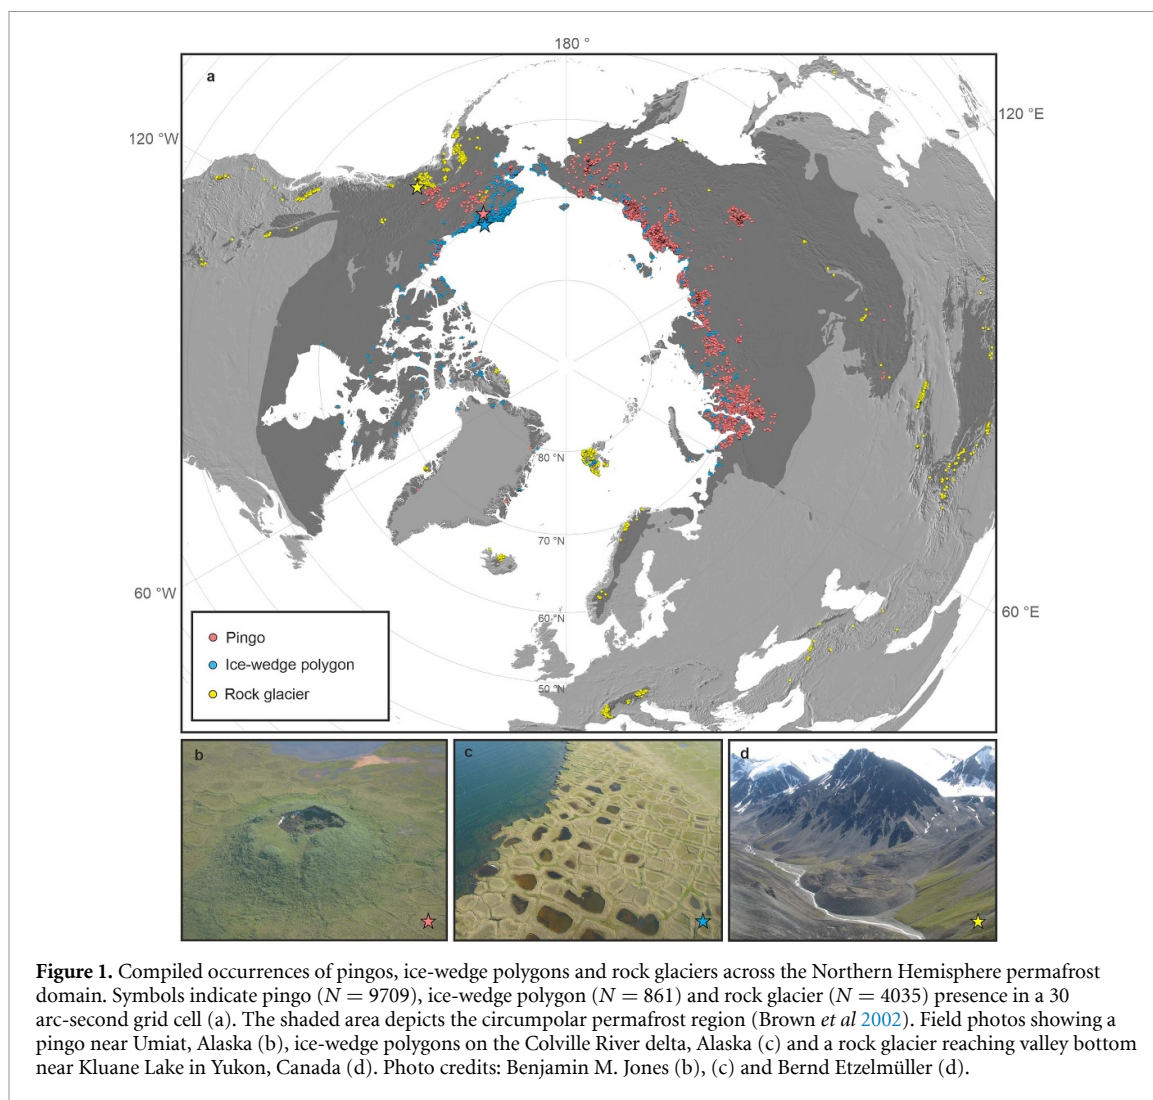 180 °
a
120 °W
120 °E
80 °N
70 °N
60 °N
50 °N
60 °W
60 °E
Pingo
Ice-wedge polygon
Rock glacier
b
c
d
Figure 1. Compiled occurrences of pingos, ice-wedge polygons and rock glaciers across the Northern Hemisphere permafrost
domain. Symbols indicate pingo (N = 9709), ice-wedge polygon (N = 861) and rock glacier (N = 4035) presence in a 30
arc-second grid cell (a). The shaded area depicts the circumpolar permafrost region (Brown et al 2002). Field photos showing a
pingo near Umiat, Alaska (b), ice-wedge polygons on the Colville River delta, Alaska (c) and a rock glacier reaching valley bottom
near Kluane Lake in Yukon, Canada (d). Photo credits: Benjamin M. Jones (b), (c) and Bernd Etzelmüller (d).